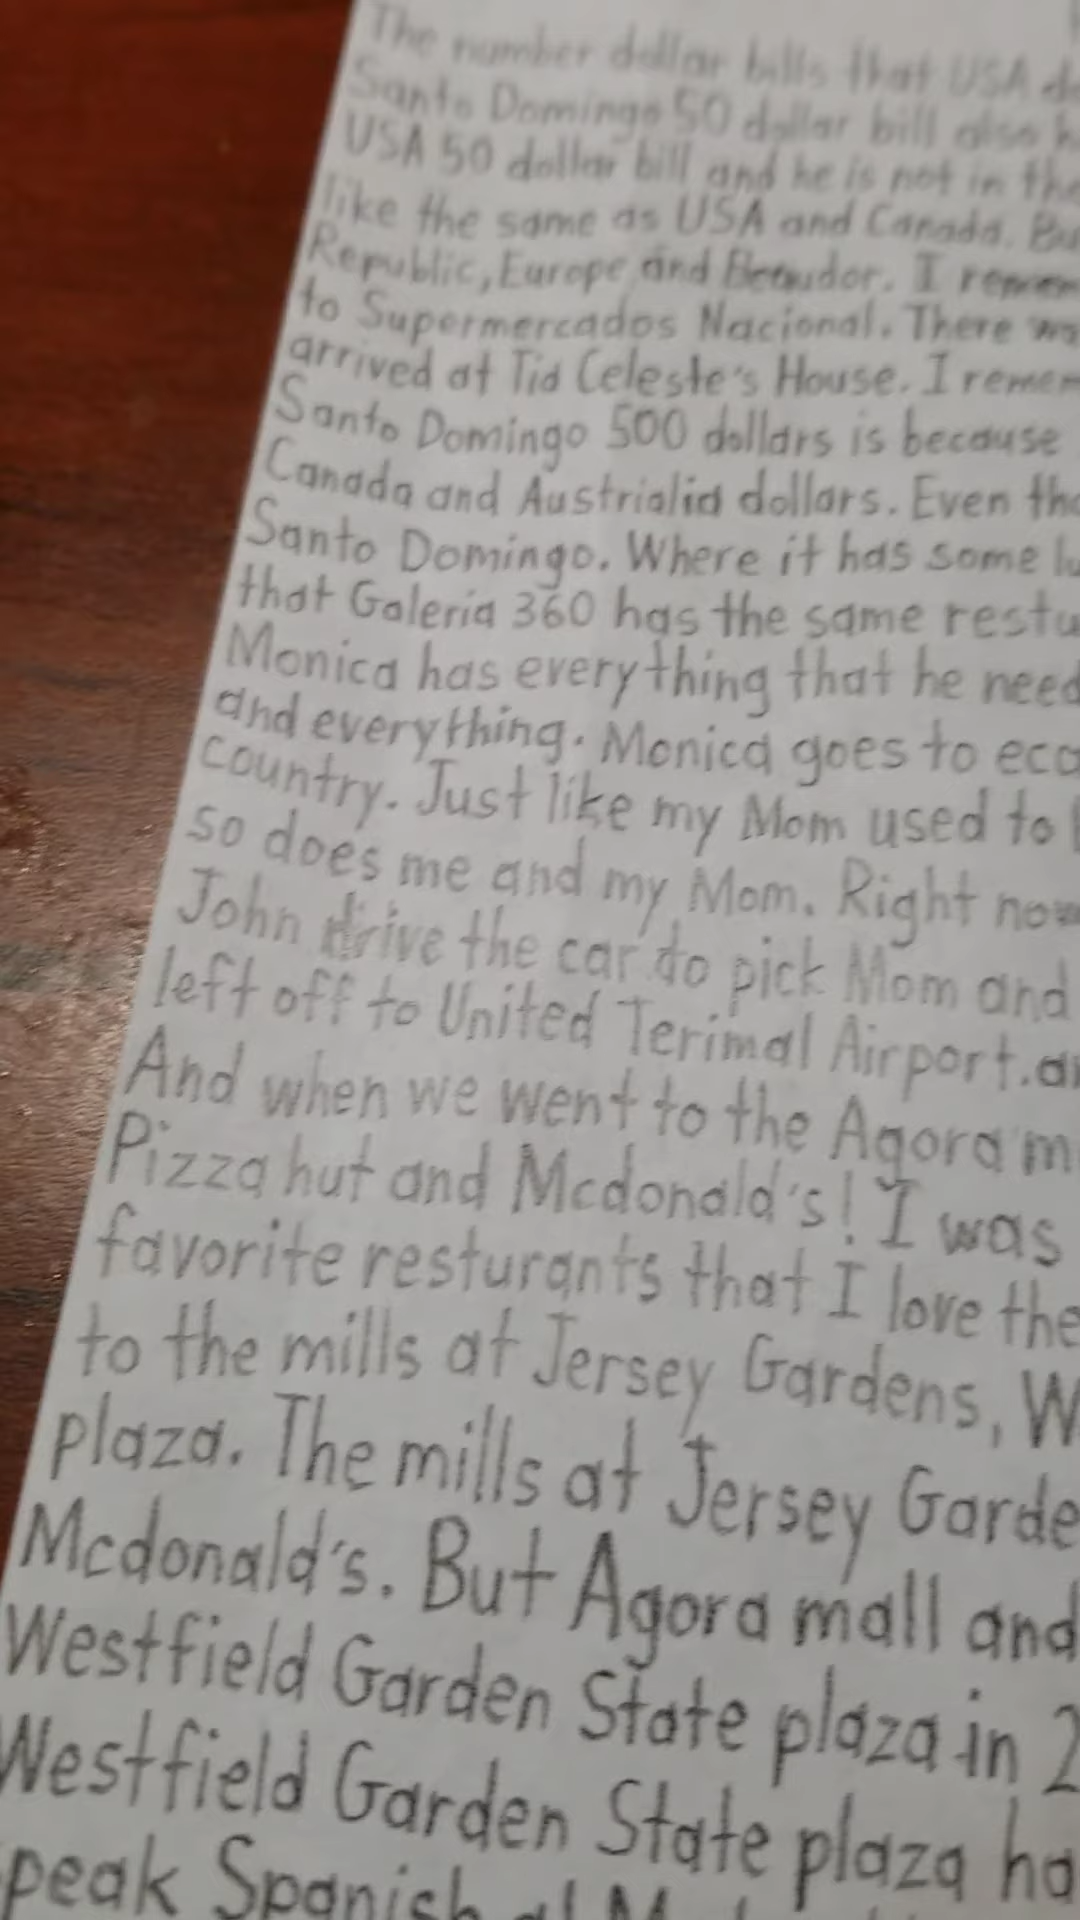 The number dollar bills that USA
Santo Domingo 50 dollar bill also
USA 50 dollar bill and he is not in the
like the same as USA and Canada.
Republic, Europe and I
to Supermercados Nacional. There
arrived at Tia Celeste's House. I
Santo Domingo 500 dollars is because
Canada and Austrialia dollars. Even
Santo Domingo. Where it has some
that Galeria 360 has the same
Monica has everything that he
and everything. Monica goes to
country. Just like my Mom used to
so does me and my Mom. Right
John drive the car to pick Mom and
left off to United Terimal Airport.
And when we went to the Agora
Pizza hut and Mcdonald's! I was
favorite resturants that I love
to the mills at Jersey Gardens,
plaza. The mills at Jersey
Mcdonald's. But Agora mall and
Westfield Garden State plaza in
Westfield Garden State plaza
peak Spanish